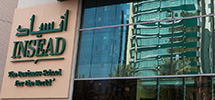 انسياد
INSEAD
The Business School
for the World®